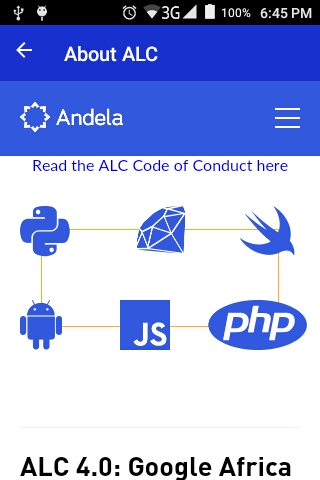 3G 100% 6:45 PM
About ALC
Andela
Read the ALC Code of Conduct here
JS
php
ALC 4.0: Google Africa